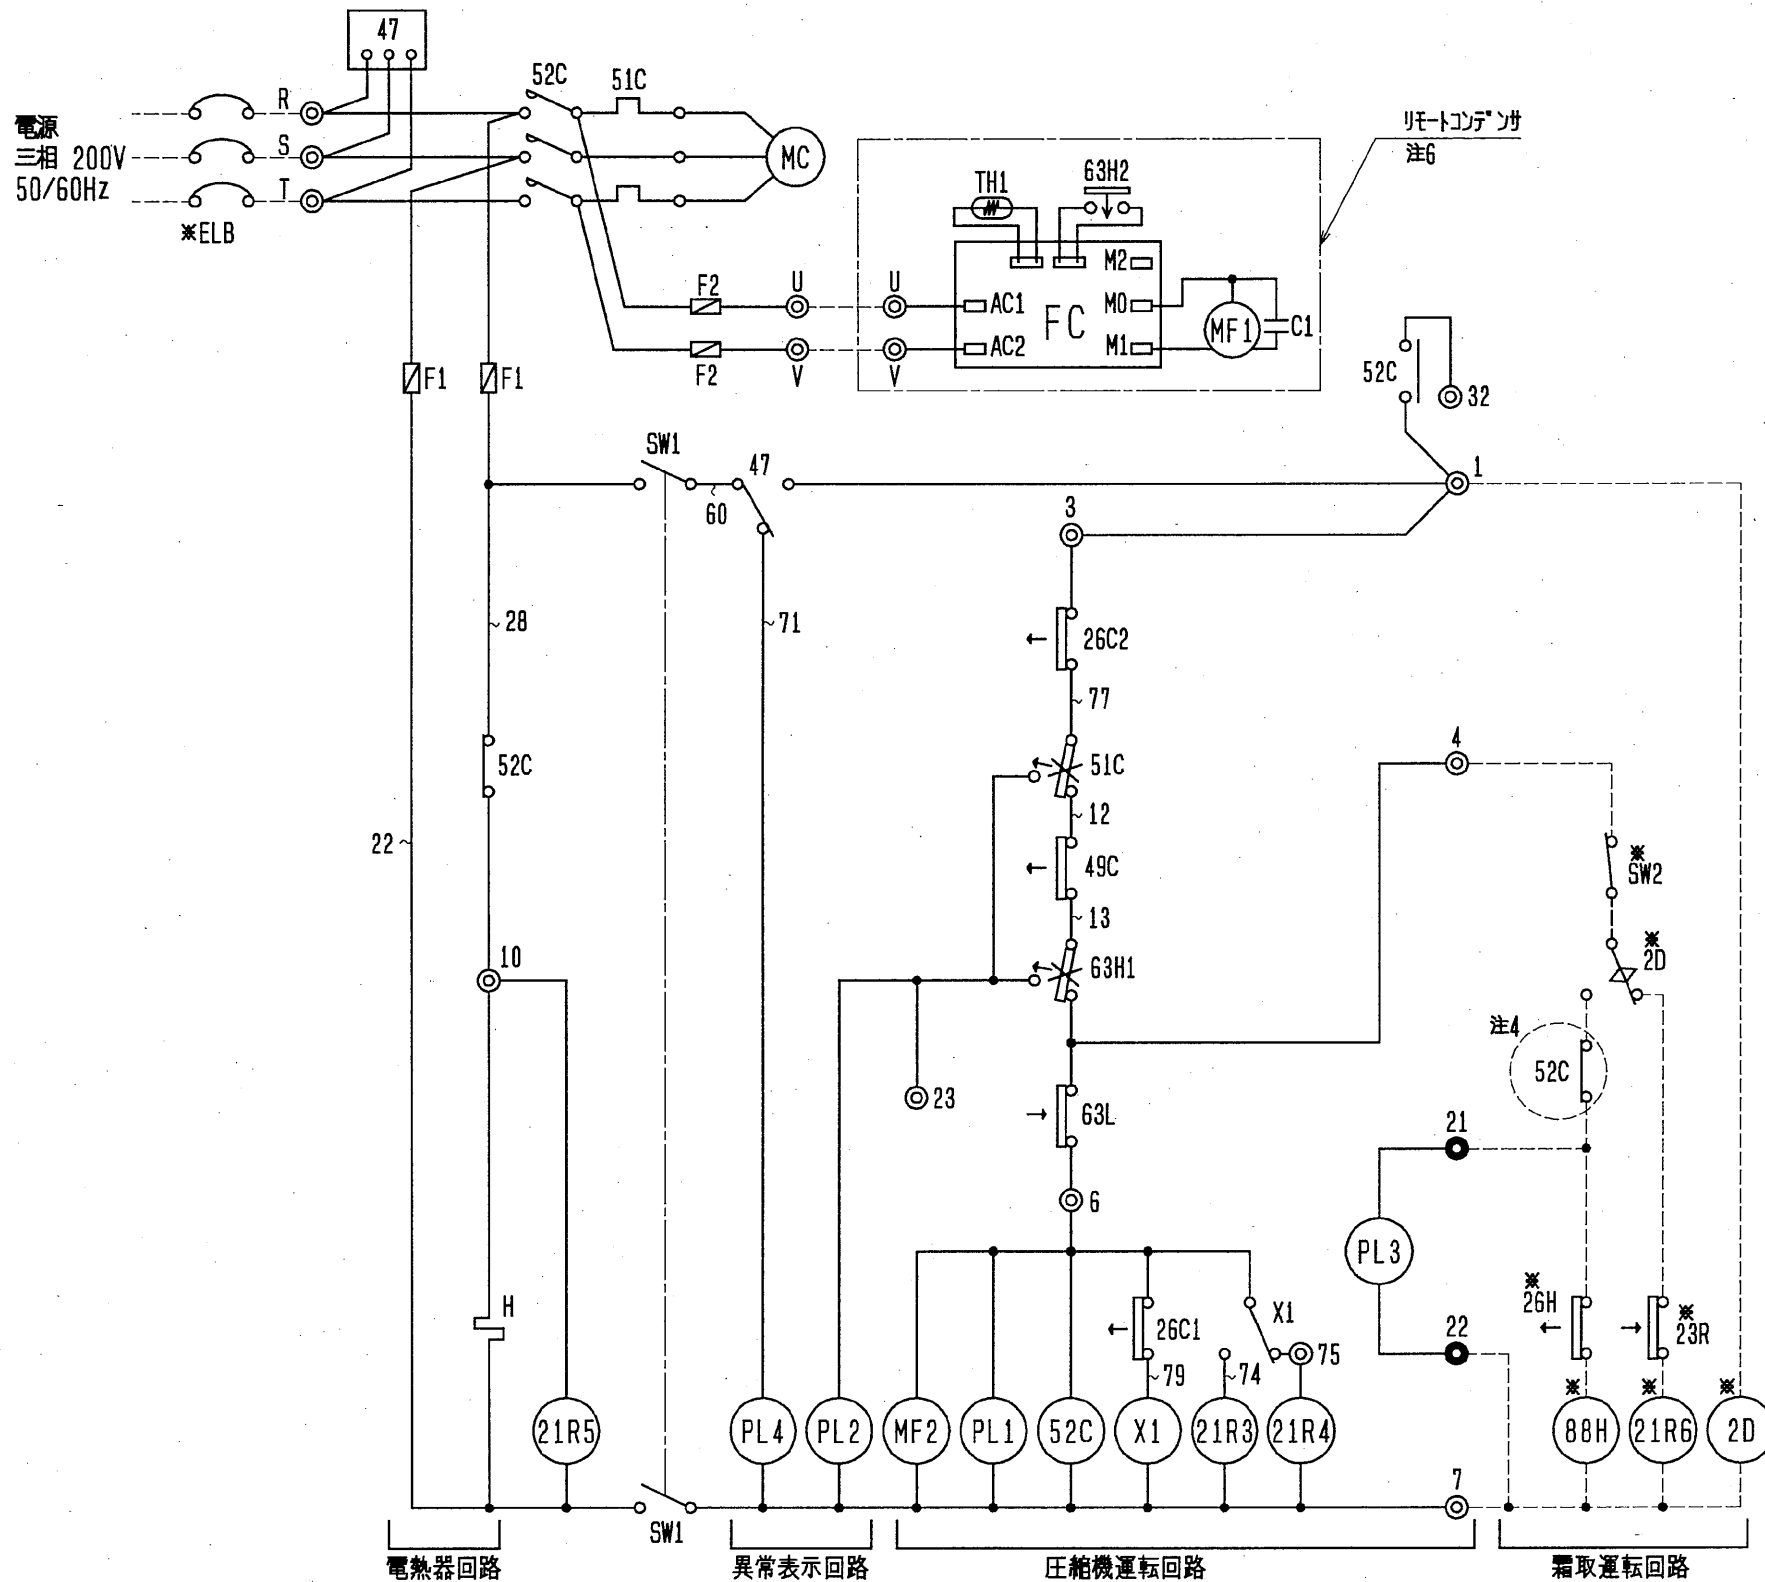 47
52C
51C
R
S
T
電源
三相 200V
50/60Hz
※ELB
MC
リモートコンデンサ
注6
TH1
63H2
M2
F2
U
U
AC1
FC
M0
MF1
C1
AC2
M1
F2
V
V
52C
32
F1
F1
SW1
47
60
1
3
28
71
26C2
77
4
52C
51C
12
22
49C
※
SW2
13
10
63H1
※
2D
注4
52C
23
63L
21
6
PL3
H
26C1
X1
※
26H
※
23R
22
79
74
75
※
※
※
21R5
PL4
PL2
MF2
PL1
52C
X1
21R3
21R4
88H
21R6
2D
7
SW1
電熱器回路
異常表示回路
圧縮機運転回路
霜取運転回路